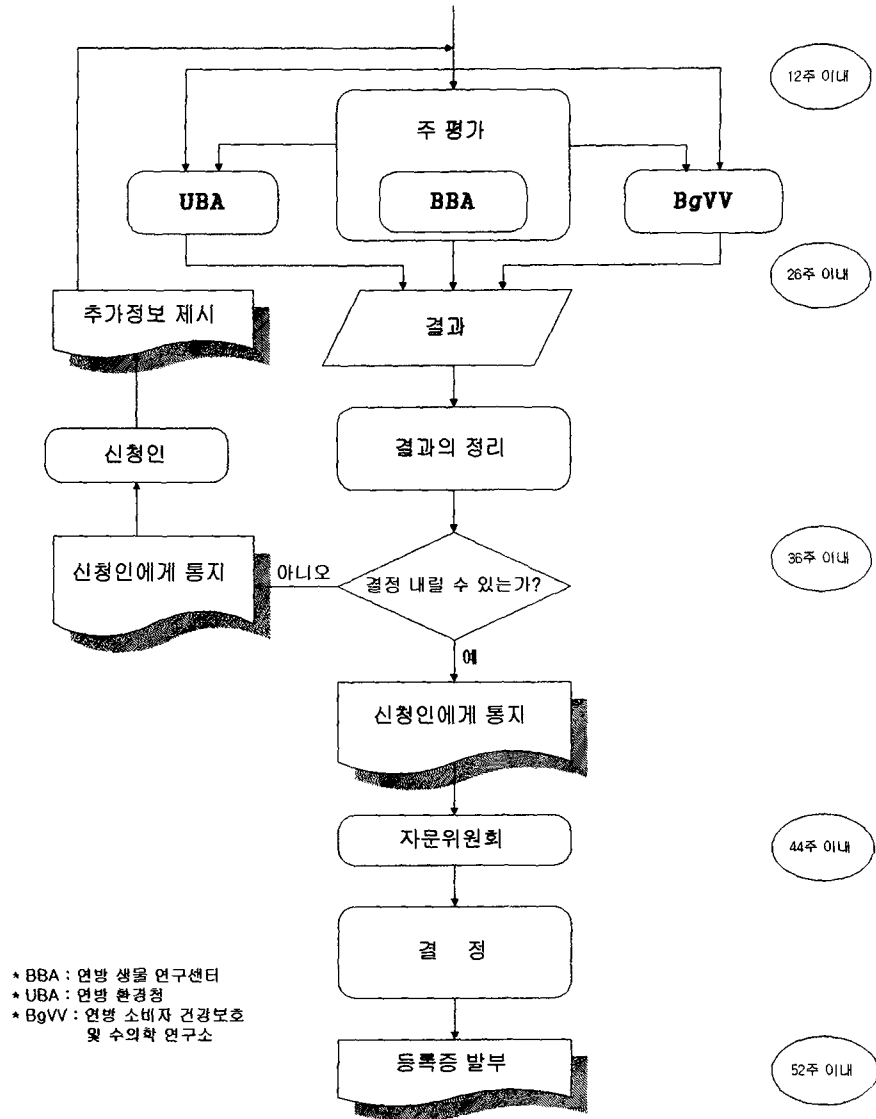 12주 이내
주 평가
UBA
BBA
BgVV
26주 이내
추가정보 제시
결과
신청인
결과의 정리
신청인에게 통지
아니오
결정 내릴 수 있는가?
36주 이내
예
신청인에게 통지
자문위원회
44주 이내
결 정
* BBA : 연방 생물 연구센터
* UBA : 연방 환경청
* BgVV : 연방 소비자 건강보호
및 수의학 연구소
등록증 발부
52주 이내